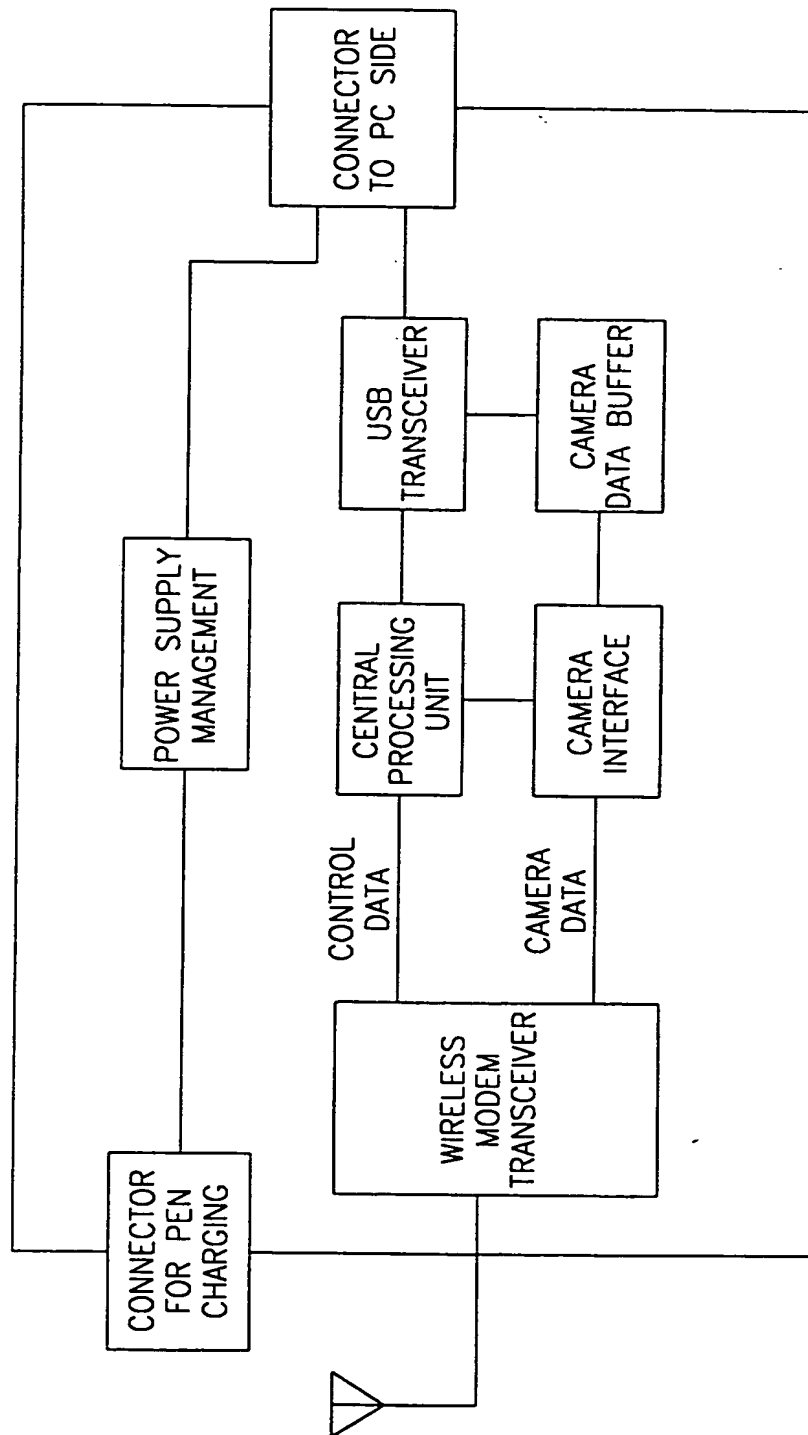 CONNECTOR
FOR PEN
CHARGING
POWER SUPPLY
MANAGEMENT
CONNECTOR
TO PC SIDE
WIRELESS
MODEM
TRANSCEIVER
CONTROL
DATA
CENTRAL
PROCESSING
UNIT
USB
TRANSCEIVER
CAMERA
DATA
CAMERA
INTERFACE
CAMERA
DATA BUFFER